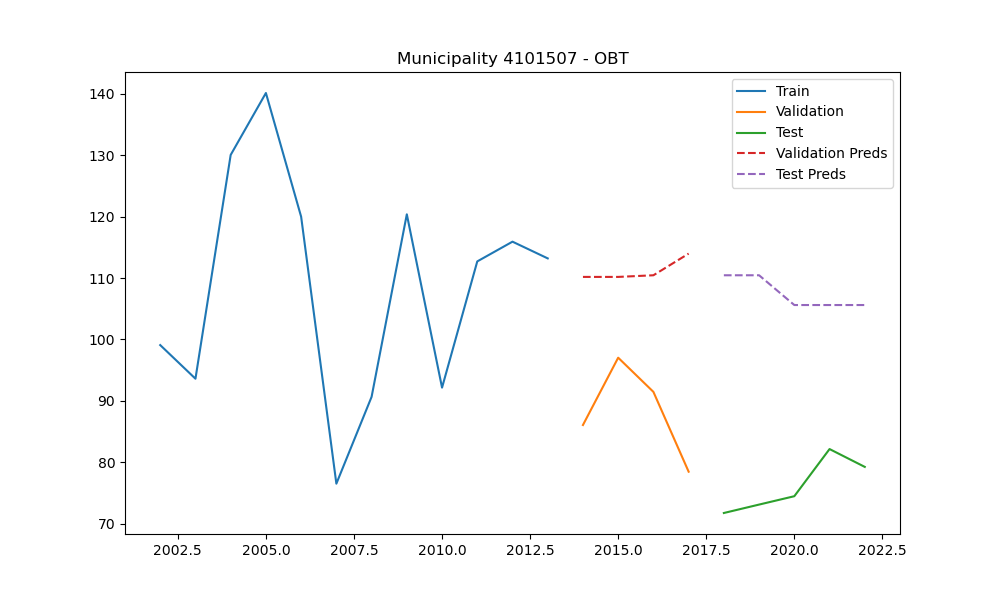 Municipality 4101507 - OBT
Train
Validation
Test
Validation Preds
Test Preds
140
130
120
110
100
90
80
70
2002.5 2005.0 2007.5 2010.0 2012.5 2015.0 2017.5 2020.0 2022.5